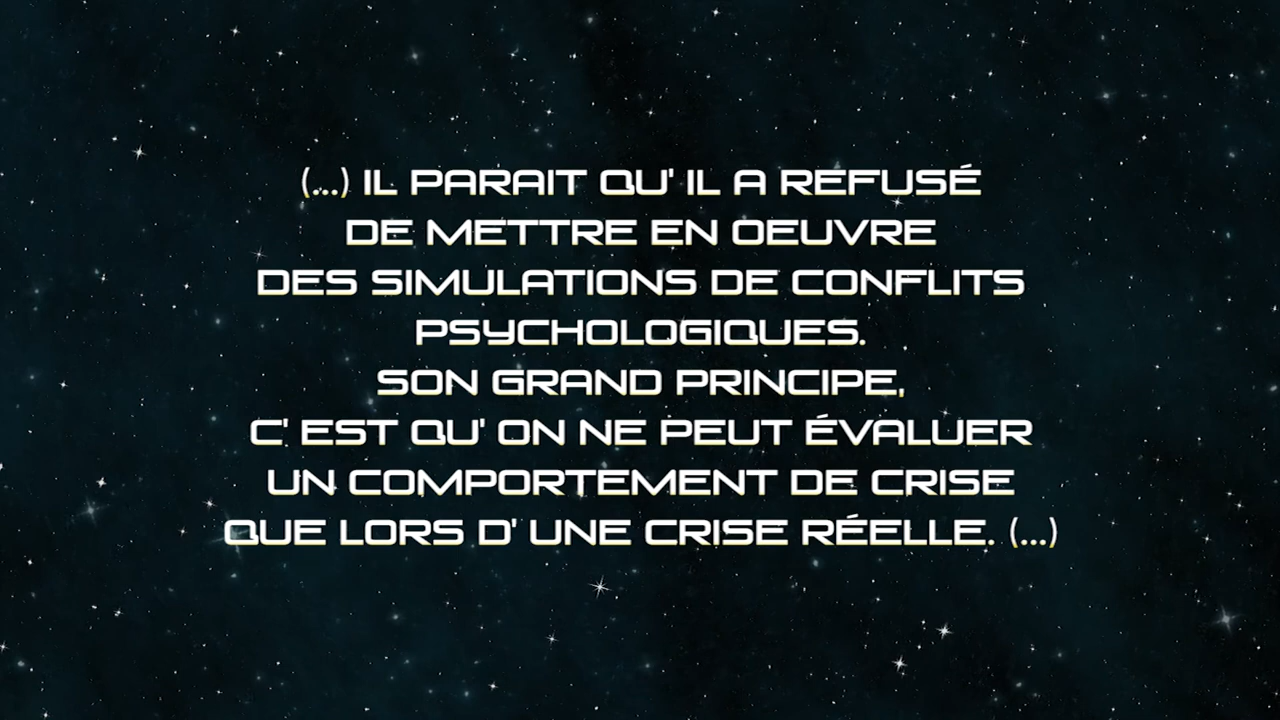 (...) IL PARAIT QU' IL A REFUSÉ
DE METTRE EN OEUVRE
DES SIMULATIONS DE CONFLITS
PSYCHOLOGIQUES.
SON GRAND PRINCIPE,
C' EST QU' ON NE PEUT ÉVALUER
UN COMPORTEMENT DE CRISE
QUE LORS D' UNE CRISE RÉELLE. (...)